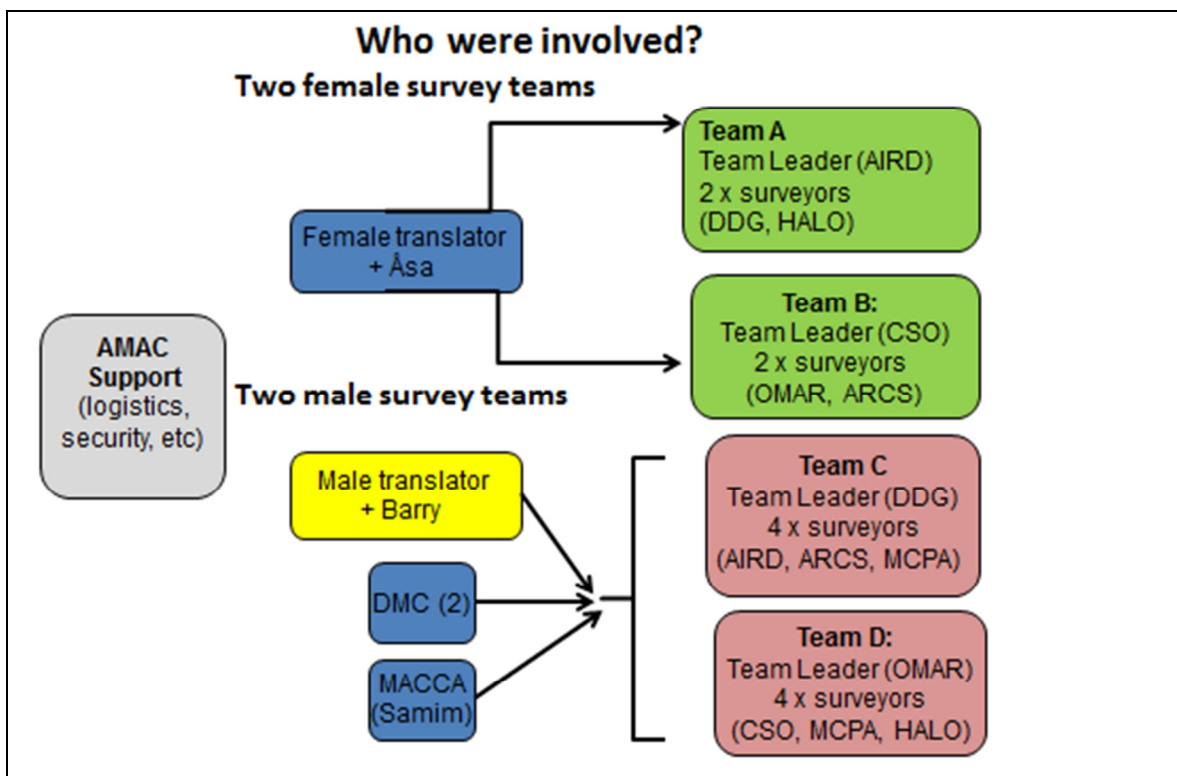 Who were involved?
Two female survey teams
Team A
Team Leader (AIRD)
2 x surveyors
(DDG, HALO)
Female translator
+ Åsa
Team B:
Team Leader (CSO)
2 x surveyors
(OMAR, ARCS)
AMAC
Support
(logistics,
security, etc)
Two male survey teams
Male translator
+ Barry
DMC (2)
MACCA
(Samim)
Team C
Team Leader (DDG)
4 x surveyors
(AIRD, ARCS, MCPA)
Team D:
Team Leader (OMAR)
4 x surveyors
(CSO, MCPA, HALO)